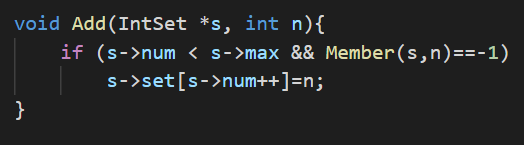 void Add(IntSet *s, int n){
if (s->num < s->max && Member(s,n)==-1)
s->set[s->num++]=n;
}